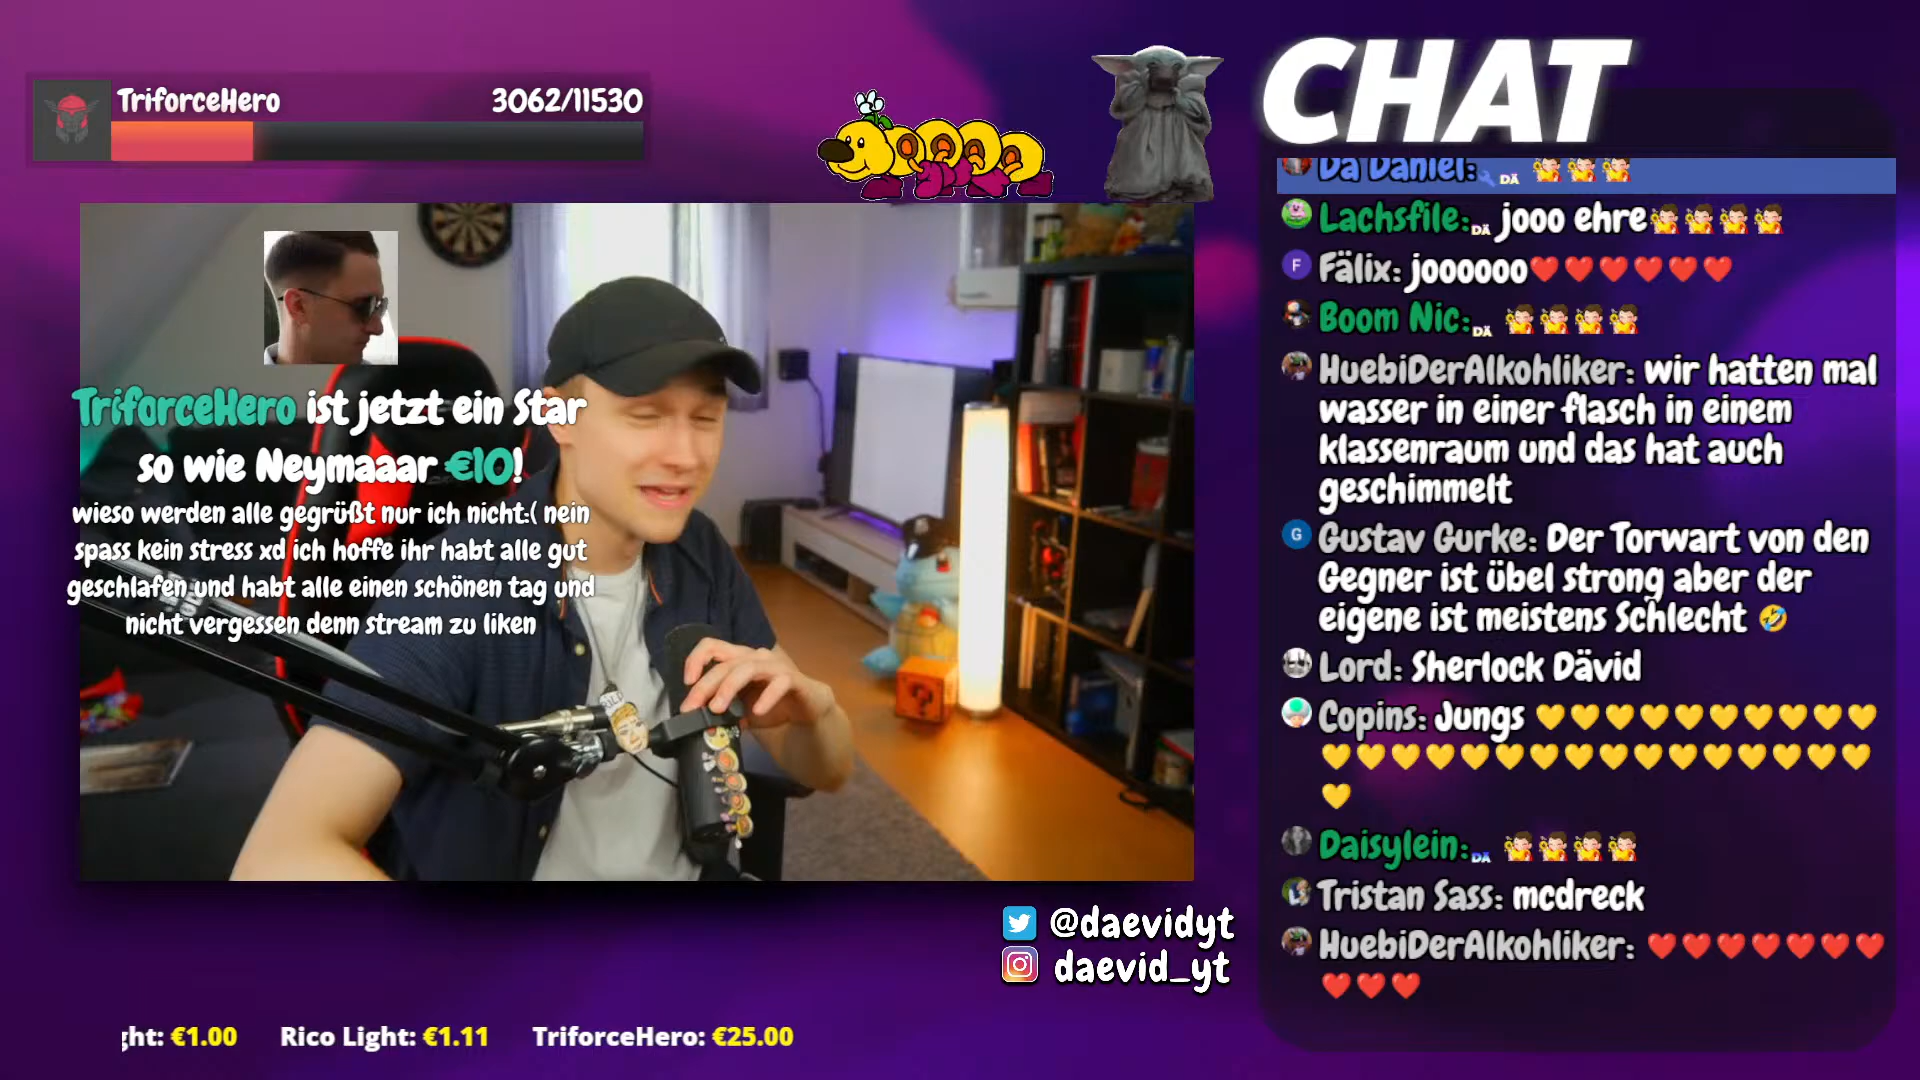 TriforceHero 3062/11530
TriforceHero ist jetzt ein Star
so wie Neymaaar €10!
wieso werden alle gegrüßt nur ich nicht:( nein
spass kein stress xd ich hoffe ihr habt alle gut
geschlafen und habt alle einen schönen tag und
nicht vergessen denn stream zu liken
@daevidyt
daevid_yt
ght: €1.00 Rico Light: €1.11 TriforceHero: €25.00
CHAT
Da Daniel: DÄ
Lachsfile: DÄ jooo ehre
F Fälix: joooooo❤❤❤❤❤❤
Boom Nic: DÄ
HuebiDerAlkohliker: wir hatten mal
wasser in einer flasch in einem
klassenraum und das hat auch
geschimmelt
G Gustav Gurke: Der Torwart von den
Gegner ist übel strong aber der
eigene ist meistens Schlecht 🤣
Lord: Sherlock Dävid
Copins: Jungs 💛💛💛💛💛💛💛💛💛💛
💛💛💛💛💛💛💛💛💛💛💛💛💛💛💛💛
💛
Daisylein: DÄ
Tristan Sass: mcdreck
HuebiDerAlkohliker: ❤❤❤❤❤❤❤
❤❤❤